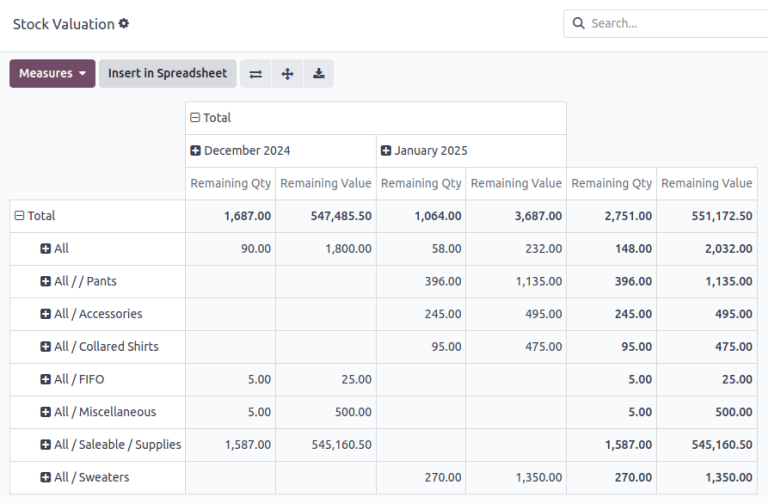 Stock Valuation
Search...
Measures Insert in Spreadsheet
Total
December 2024 January 2025
Remaining Qty Remaining Value Remaining Qty Remaining Value Remaining Qty Remaining Value
Total 1,687.00 547,485.50 1,064.00 3,687.00 2,751.00 551,172.50
All 90.00 1,800.00 58.00 232.00 148.00 2,032.00
All / / Pants 396.00 1,135.00 396.00 1,135.00
All / Accessories 245.00 495.00 245.00 495.00
All / Collared Shirts 95.00 475.00 95.00 475.00
All / FIFO 5.00 25.00 5.00 25.00
All / Miscellaneous 5.00 500.00 5.00 500.00
All / Saleable / Supplies 1,587.00 545,160.50 1,587.00 545,160.50
All / Sweaters 270.00 1,350.00 270.00 1,350.00